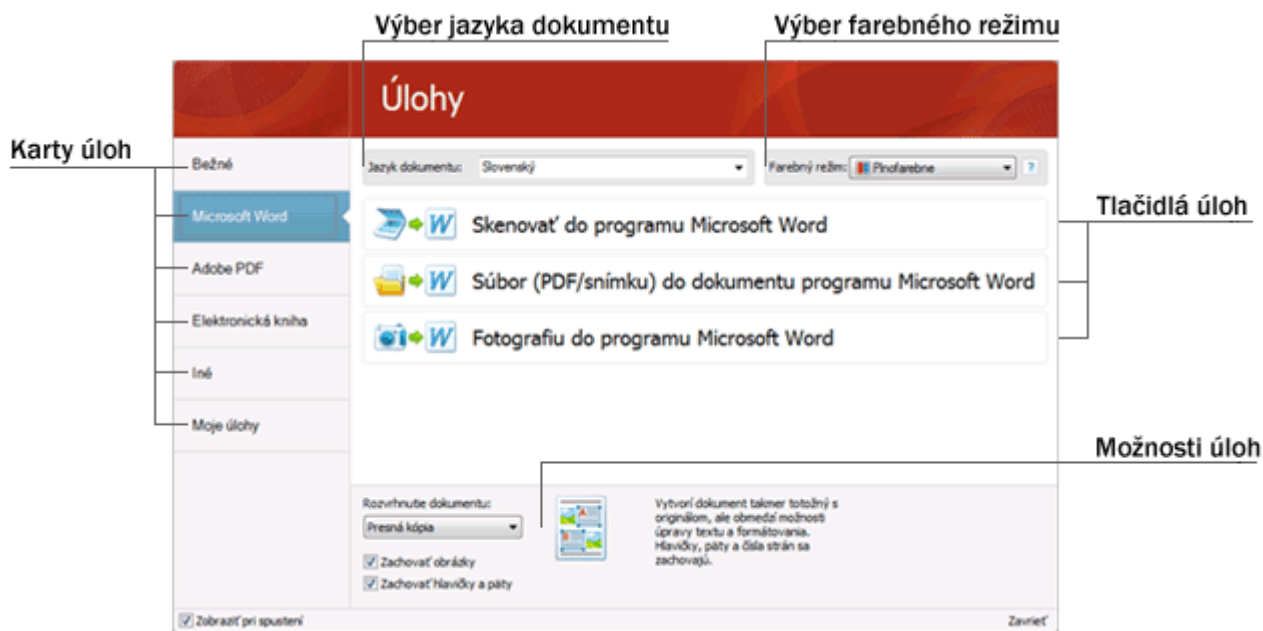 Výber jazyka dokumentu
Výber farebného režimu
Úlohy
Karty úloh
Bežné
Jazyk dokumentu: Slovenský
Farebný režim: Plnofarebne ?
Microsoft Word
Skenovať do programu Microsoft Word
Tlačidlá úloh
Adobe PDF
Súbor (PDF/snímku) do dokumentu programu Microsoft Word
Elektronická kniha
Fotografiu do programu Microsoft Word
Iné
Moje úlohy
Možnosti úloh
Rozvrhnutie dokumentu:
Presná kópia
Zachovať obrázky
Zachovať hlavičky a päty
Vytvorí dokument takmer totožný s
originálom, ale obmedzí možnosti
úpravy textu a formátovania.
Hlavičky, päty a čísla strán sa
zachovajú.
Zobraziť pri spustení
Zavrieť